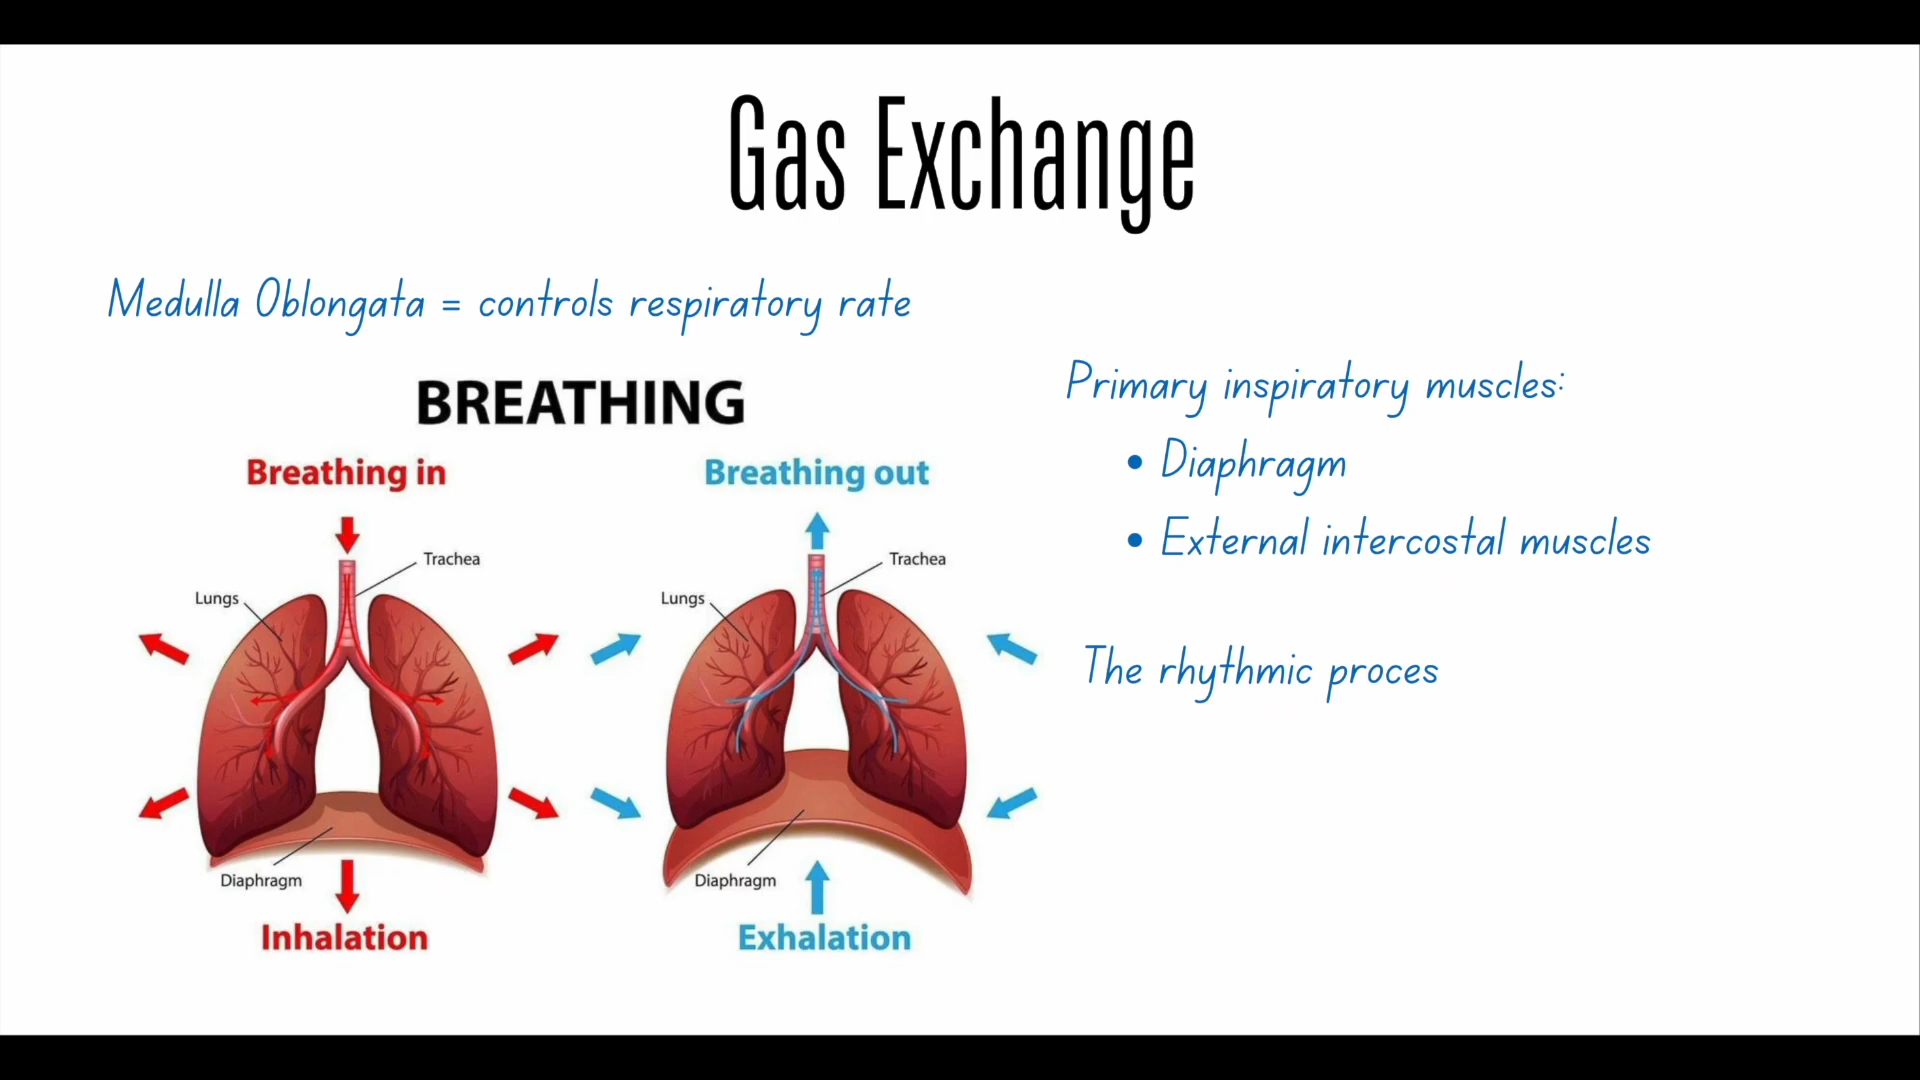 Gas Exchange
Medulla Oblongata = controls respiratory rate
BREATHING
Breathing in
Trachea
Lungs
Diaphragm
Inhalation
Breathing out
Trachea
Lungs
Diaphragm
Exhalation
Primary inspiratory muscles:
• Diaphragm
• External intercostal muscles
The rhythmic proces